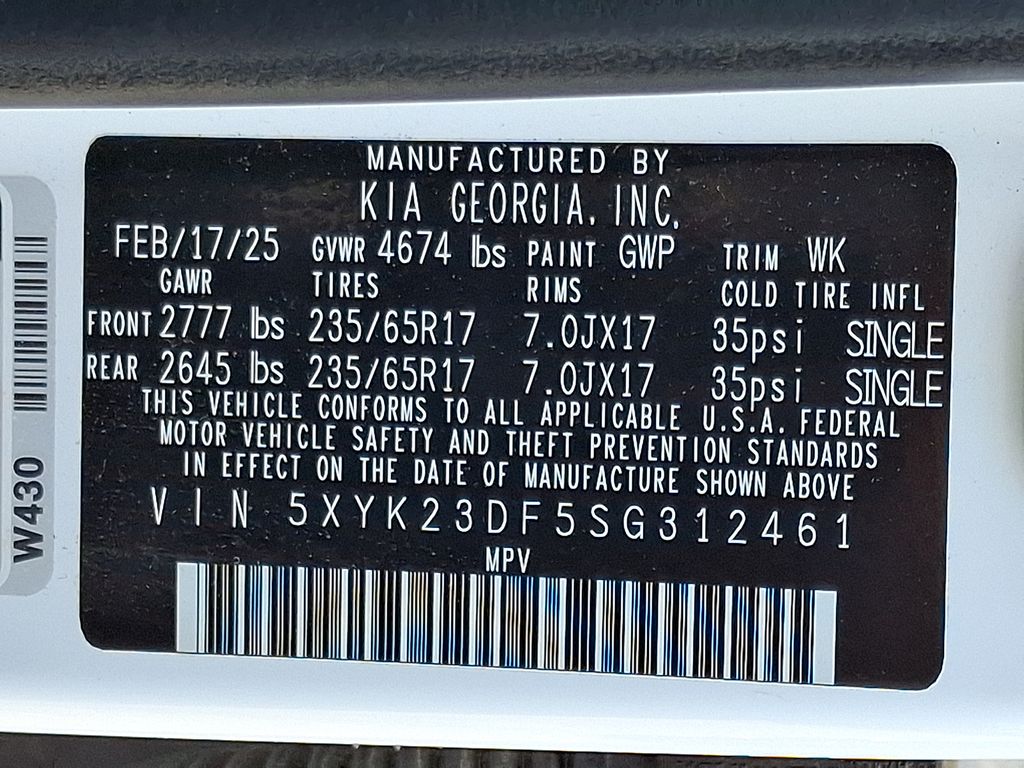 MANUFACTURED BY
KIA GEORGIA, INC.
FEB/17/25 GVWR 4674 lbs PAINT GWP TRIM WK
GAWR TIRES RIMS COLD TIRE INFL
FRONT 2777 lbs 235/65R17 7.0JX17 35psi SINGLE
REAR 2645 lbs 235/65R17 7.0JX17 35psi SINGLE
THIS VEHICLE CONFORMS TO ALL APPLICABLE U.S.A. FEDERAL
MOTOR VEHICLE SAFETY AND THEFT PREVENTION STANDARDS
IN EFFECT ON THE DATE OF MANUFACTURE SHOWN ABOVE
VIN 5XYK23DF5SG312461
MPV
W430